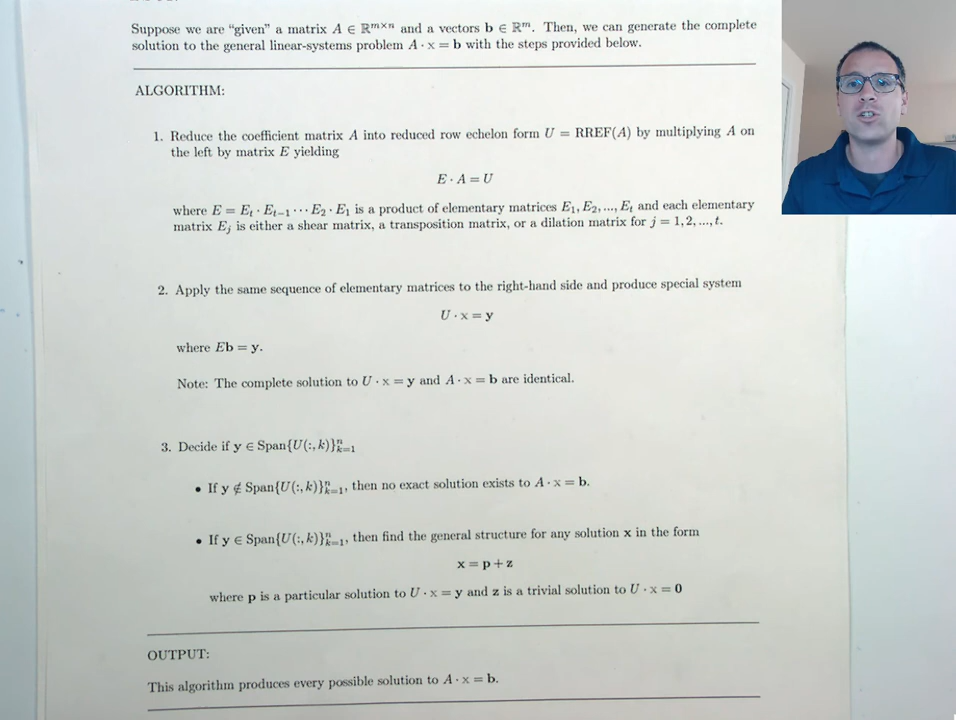 Suppose we are "given" a matrix A ∈ ℝ^{m×n} and a vectors b ∈ ℝ^m. Then, we can generate the complete
solution to the general linear-systems problem A · x = b with the steps provided below.
ALGORITHM:
1. Reduce the coefficient matrix A into reduced row echelon form U = RREF(A) by multiplying A on
the left by matrix E yielding
E · A = U
where E = E_t · E_{t−1} · · · E_2 · E_1 is a product of elementary matrices E_1, E_2, ..., E_t and each elementary
matrix E_j is either a shear matrix, a transposition matrix, or a dilation matrix for j = 1, 2, ..., t.
2. Apply the same sequence of elementary matrices to the right-hand side and produce special system
U · x = y
where Eb = y.
Note: The complete solution to U · x = y and A · x = b are identical.
3. Decide if y ∈ Span{U(:, k)}_{k=1}^n
• If y ∉ Span{U(:, k)}_{k=1}^n, then no exact solution exists to A · x = b.
• If y ∈ Span{U(:, k)}_{k=1}^n, then find the general structure for any solution x in the form
x = p + z
where p is a particular solution to U · x = y and z is a trivial solution to U · x = 0
OUTPUT:
This algorithm produces every possible solution to A · x = b.